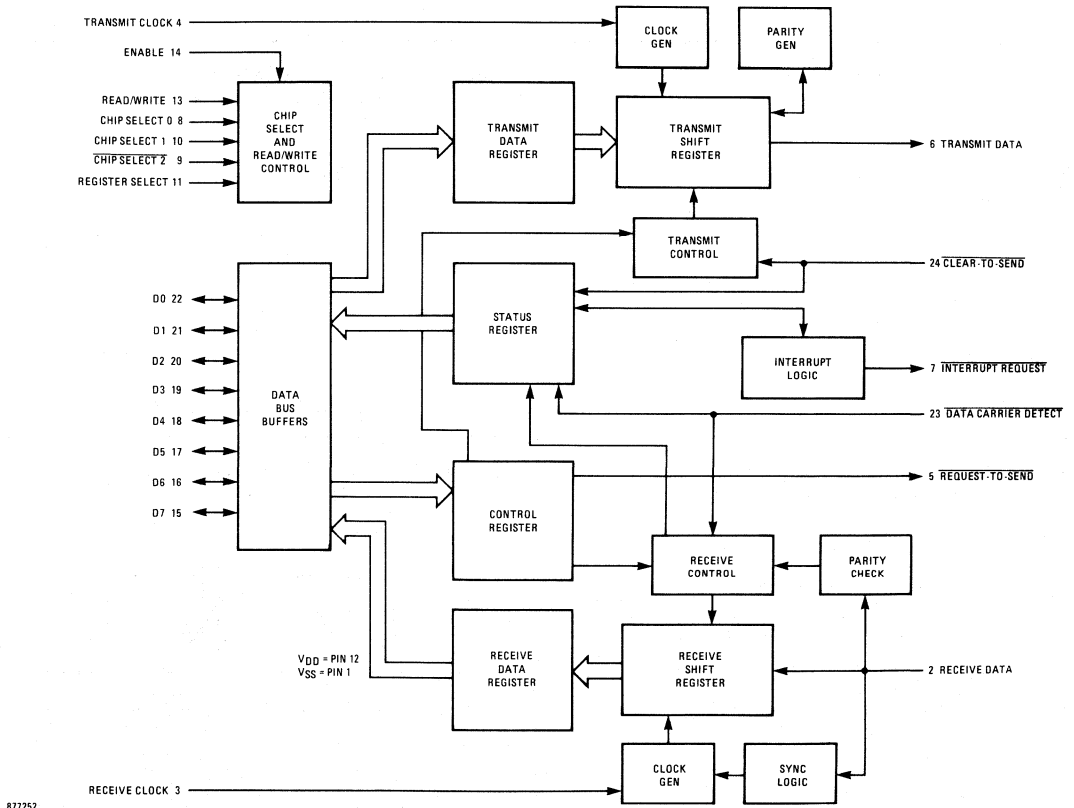 TRANSMIT CLOCK 4
CLOCK
GEN
PARITY
GEN
ENABLE 14
READ/WRITE 13
CHIP SELECT 0 8
CHIP SELECT 1 10
CHIP SELECT 2 9
REGISTER SELECT 11
CHIP
SELECT
AND
READ/WRITE
CONTROL
TRANSMIT
DATA
REGISTER
TRANSMIT
SHIFT
REGISTER
6 TRANSMIT DATA
TRANSMIT
CONTROL
24 CLEAR-TO-SEND
D0 22
D1 21
D2 20
D3 19
D4 18
D5 17
D6 16
D7 15
DATA
BUS
BUFFERS
STATUS
REGISTER
INTERRUPT
LOGIC
7 INTERRUPT REQUEST
23 DATA CARRIER DETECT
CONTROL
REGISTER
5 REQUEST-TO-SEND
RECEIVE
CONTROL
PARITY
CHECK
VDD = PIN 12
VSS = PIN 1
RECEIVE
DATA
REGISTER
RECEIVE
SHIFT
REGISTER
2 RECEIVE DATA
CLOCK
GEN
SYNC
LOGIC
RECEIVE CLOCK 3
877252